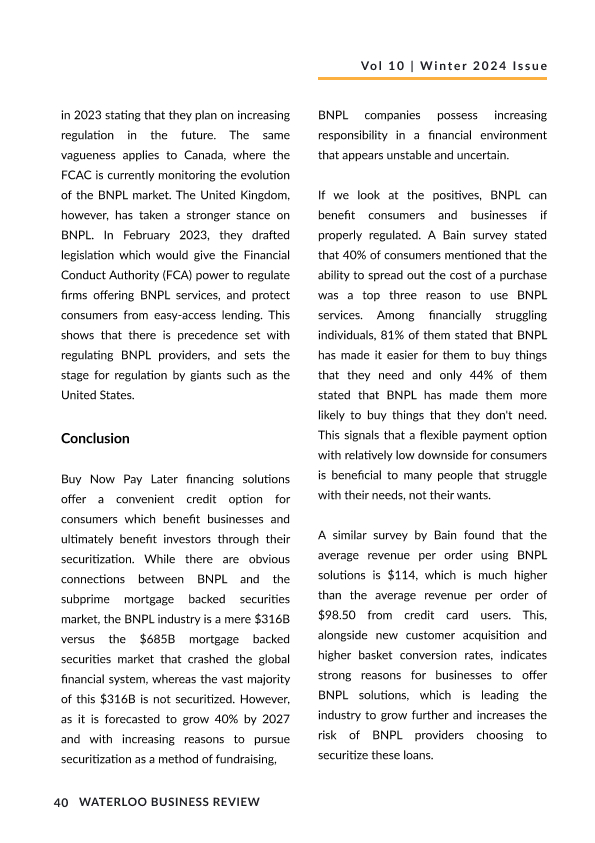 Vol 10 | Winter 2024 Issue
in 2023 stating that they plan on increasing
regulation in the future. The same
vagueness applies to Canada, where the
FCAC is currently monitoring the evolution
of the BNPL market. The United Kingdom,
however, has taken a stronger stance on
BNPL. In February 2023, they drafted
legislation which would give the Financial
Conduct Authority (FCA) power to regulate
firms offering BNPL services, and protect
consumers from easy-access lending. This
shows that there is precedence set with
regulating BNPL providers, and sets the
stage for regulation by giants such as the
United States.
Conclusion
Buy Now Pay Later financing solutions
offer a convenient credit option for
consumers which benefit businesses and
ultimately benefit investors through their
securitization. While there are obvious
connections between BNPL and the
subprime mortgage backed securities
market, the BNPL industry is a mere $316B
versus the $685B mortgage backed
securities market that crashed the global
financial system, whereas the vast majority
of this $316B is not securitized. However,
as it is forecasted to grow 40% by 2027
and with increasing reasons to pursue
securitization as a method of fundraising,
BNPL companies possess increasing
responsibility in a financial environment
that appears unstable and uncertain.
If we look at the positives, BNPL can
benefit consumers and businesses if
properly regulated. A Bain survey stated
that 40% of consumers mentioned that the
ability to spread out the cost of a purchase
was a top three reason to use BNPL
services. Among financially struggling
individuals, 81% of them stated that BNPL
has made it easier for them to buy things
that they need and only 44% of them
stated that BNPL has made them more
likely to buy things that they don't need.
This signals that a flexible payment option
with relatively low downside for consumers
is beneficial to many people that struggle
with their needs, not their wants.
A similar survey by Bain found that the
average revenue per order using BNPL
solutions is $114, which is much higher
than the average revenue per order of
$98.50 from credit card users. This,
alongside new customer acquisition and
higher basket conversion rates, indicates
strong reasons for businesses to offer
BNPL solutions, which is leading the
industry to grow further and increases the
risk of BNPL providers choosing to
securitize these loans.
40 WATERLOO BUSINESS REVIEW